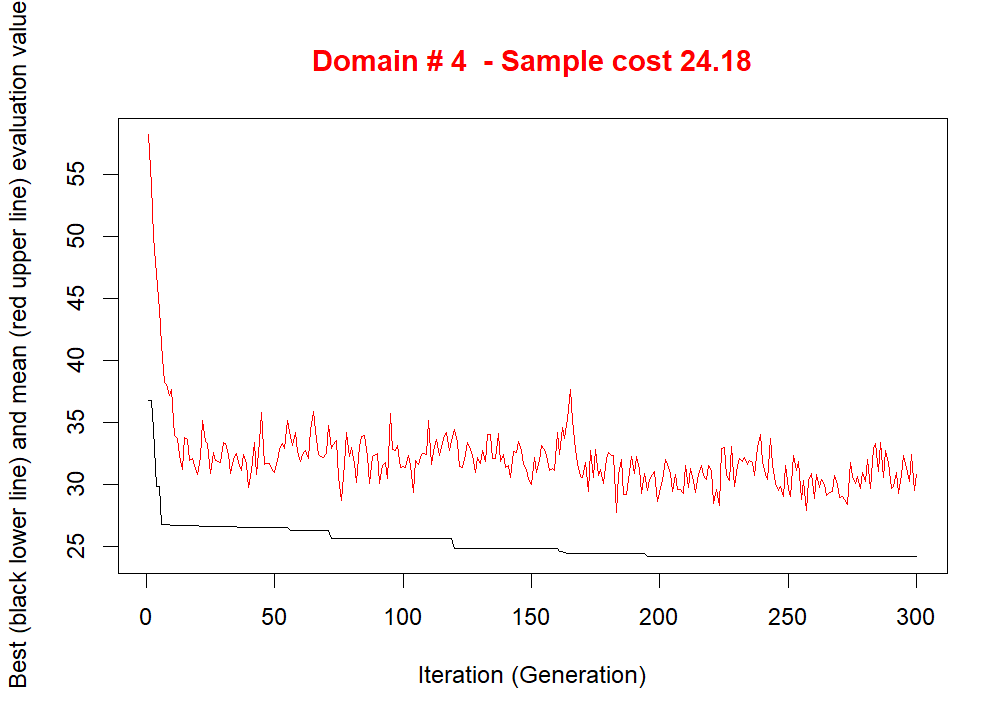 Domain # 4  - Sample cost 24.18
Best (black lower line) and mean (red upper line) evaluation value
55
50
45
40
35
30
25
0 50 100 150 200 250 300
Iteration (Generation)